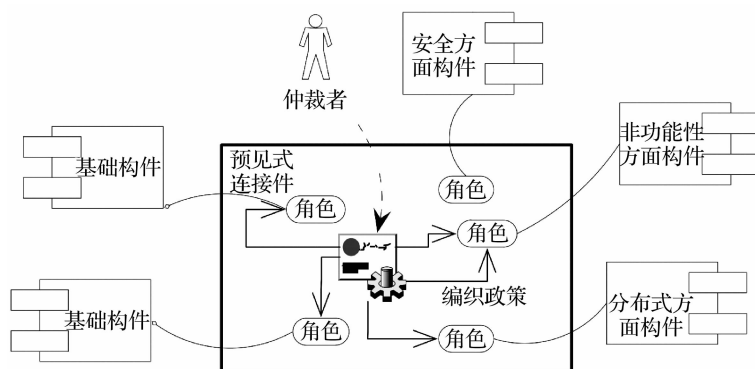 安全方
面构件
仲裁者
非功能性
方面构件
基础构件
预见式
连接件
角色
角色
角色
编织政策
基础构件
角色
角色
分布式方
面构件